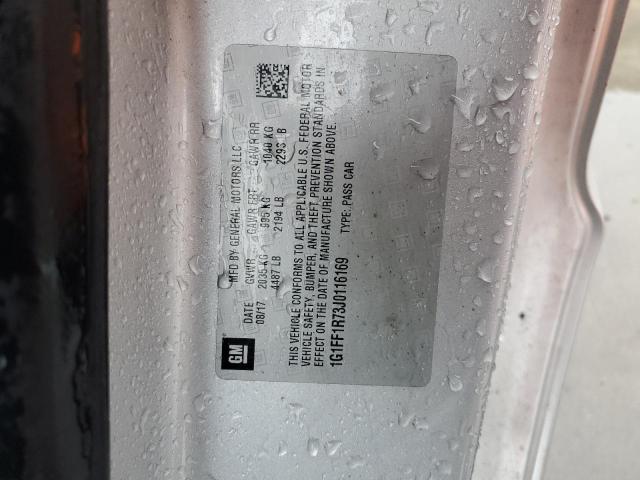 GM
MFD BY GENERAL MOTORS LLC
DATE GVWR GAWR FRT GAWR RR
08/17 2035 KG 995 KG 1040 KG
4487 LB 2194 LB 2293 LB
THIS VEHICLE CONFORMS TO ALL APPLICABLE U.S. FEDERAL MOTOR
VEHICLE SAFETY, BUMPER, AND THEFT PREVENTION STANDARDS IN
EFFECT ON THE DATE OF MANUFACTURE SHOWN ABOVE.
1G1FF1R73J0116169 TYPE: PASS CAR